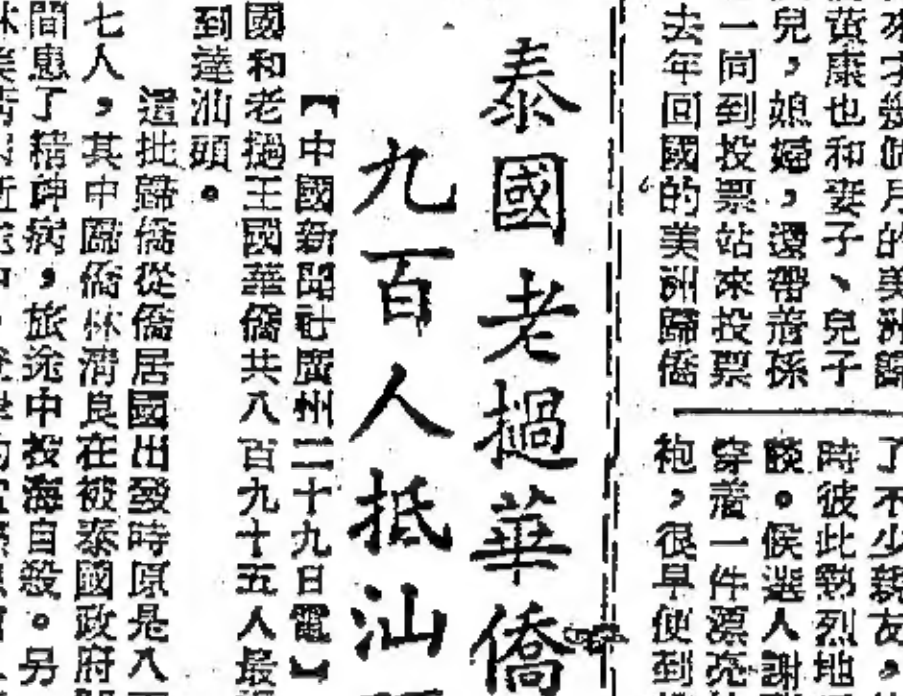 來才幾個月的美洲歸
黃康也和妻子、兒子
兒，媳婦，還帶着孫
一同到投票站來投票
去年回國的美洲歸僑
了不少親友，
時彼此熱烈地
談。候選人謝
穿着一件漂亮
袍，很早便到
泰國老撾華僑
九百人抵汕
【中國新聞社廣州二十九日電】
國和老撾王國華僑共八百九十五人最
到達汕頭。
這批歸僑從僑居國出發時原是八
七人，其中歸僑林清良在被泰國政府
間患了精神病，旅途中投海自殺。另